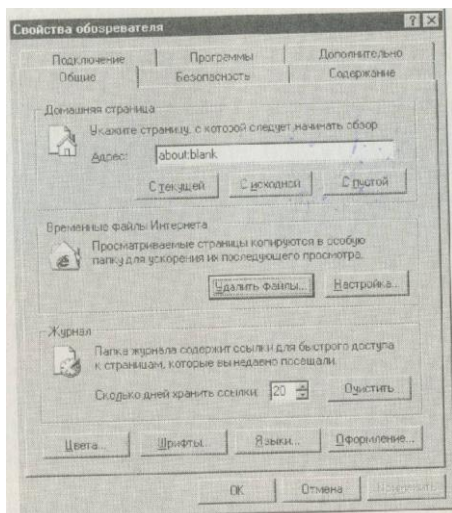 Свойства обозревателя
Подключение Программы Дополнительно
Общие Безопасность Содержание
Домашняя страница
Укажите страницу, с которой следует начинать обзор.
Адрес: about:blank
С текущей С исходной С пустой
Временные файлы Интернета
Просматриваемые страницы копируются в особую
папку для ускорения их последующего просмотра.
Удалить файлы... Настройка...
Журнал
Папка журнала содержит ссылки для быстрого доступа
к страницам, которые вы недавно посещали.
Сколько дней хранить ссылки: 20 Очистить
Цвета... Шрифты... Языки... Оформление...
OK Отмена